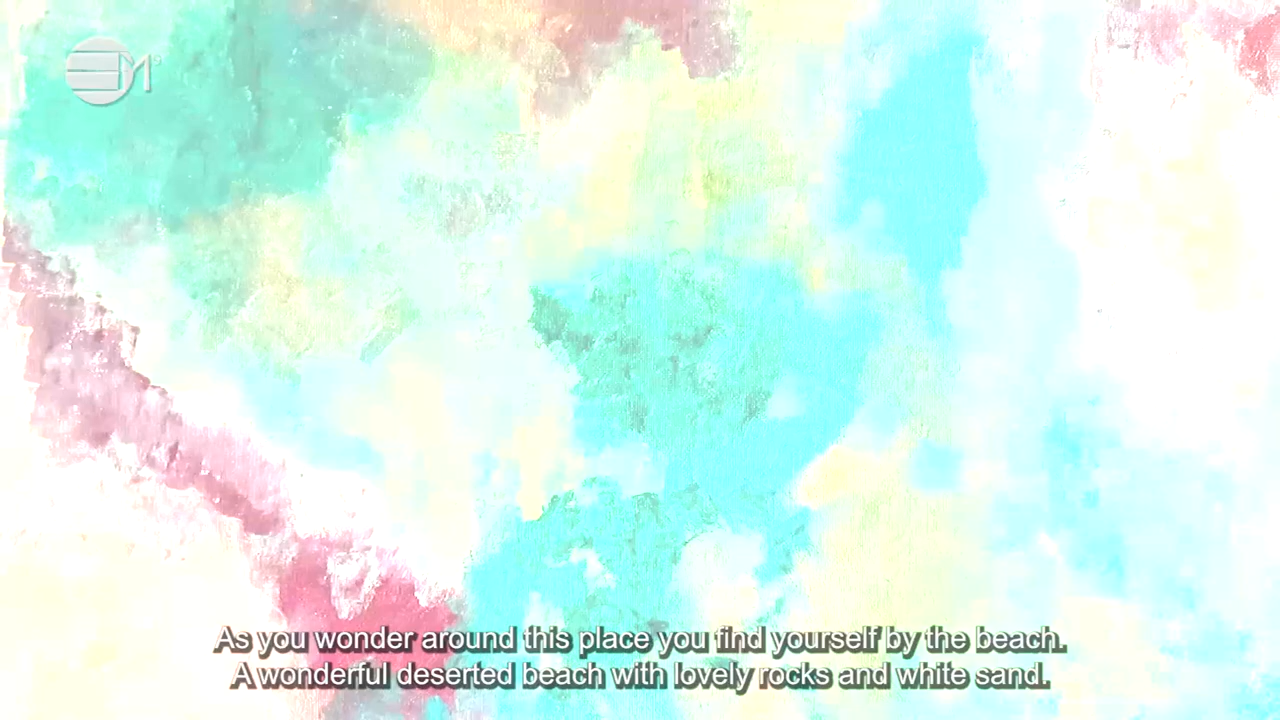 As you wonder around this place you find yourself by the beach.
A wonderful deserted beach with lovely rocks and white sand.